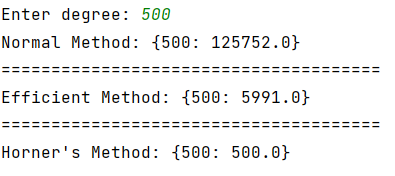 Enter degree: 500
Normal Method: {500: 125752.0}
======================================
Efficient Method: {500: 5991.0}
======================================
Horner's Method: {500: 500.0}